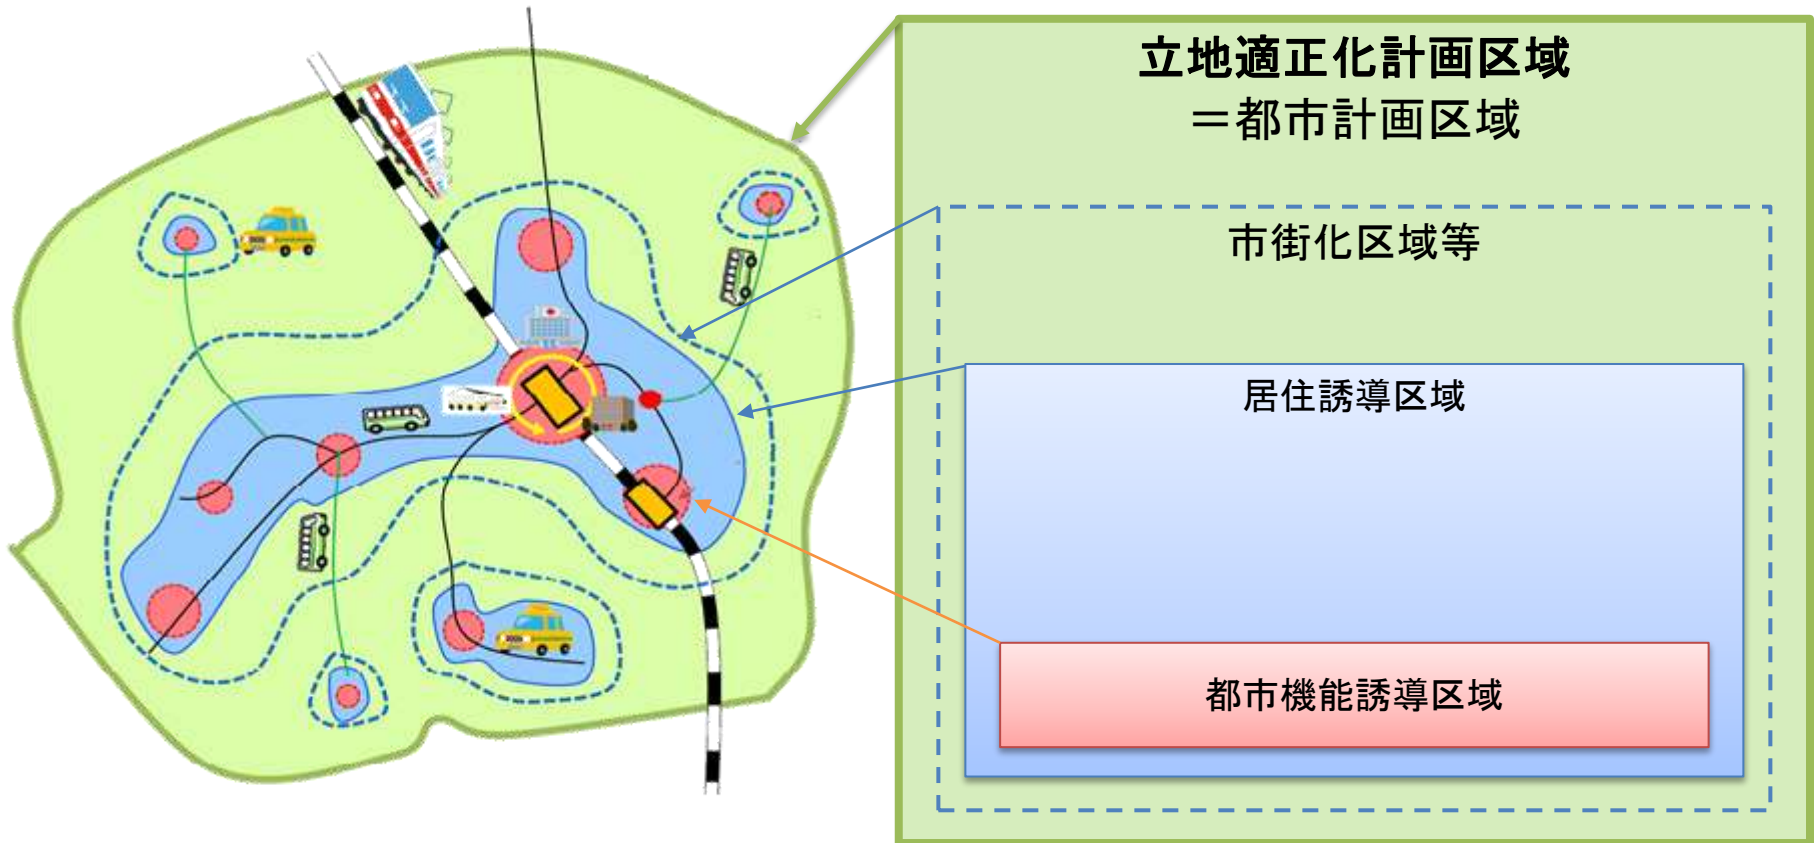 立地適正化計画区域
＝都市計画区域
市街化区域等
居住誘導区域
都市機能誘導区域